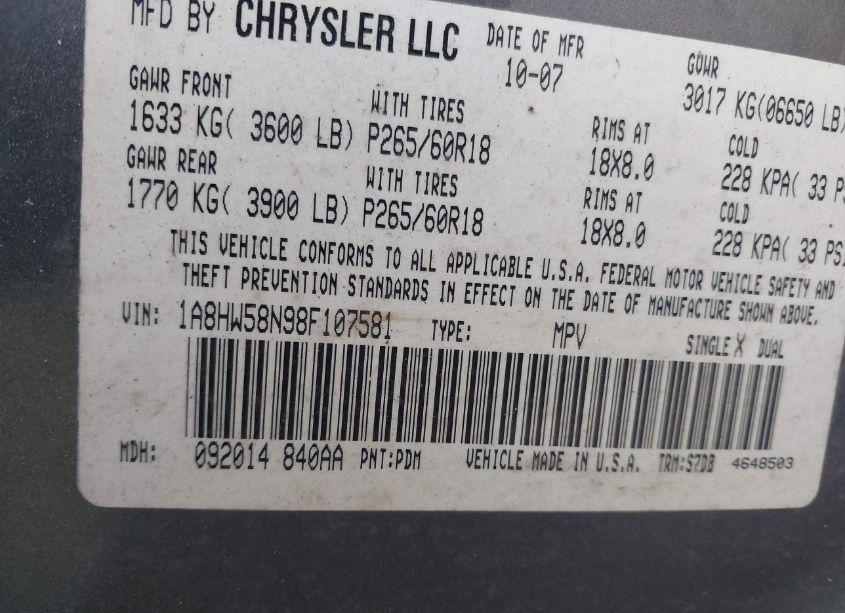 MFD BY CHRYSLER LLC DATE OF MFR GVWR
10-07 3017 KG(06650 LB)
GAWR FRONT WITH TIRES RIMS AT COLD
1633 KG( 3600 LB) P265/60R18 18X8.0 228 KPA( 33 PS
GAWR REAR WITH TIRES RIMS AT COLD
1770 KG( 3900 LB) P265/60R18 18X8.0 228 KPA( 33 PSI
THIS VEHICLE CONFORMS TO ALL APPLICABLE U.S.A. FEDERAL MOTOR VEHICLE SAFETY AND
THEFT PREVENTION STANDARDS IN EFFECT ON THE DATE OF MANUFACTURE SHOWN ABOVE.
VIN: 1A8HW58N98F107581 TYPE: MPV SINGLE X DUAL
MDH: 092014 840AA PNT:PDM VEHICLE MADE IN U.S.A. TRM:S7DB 4648503